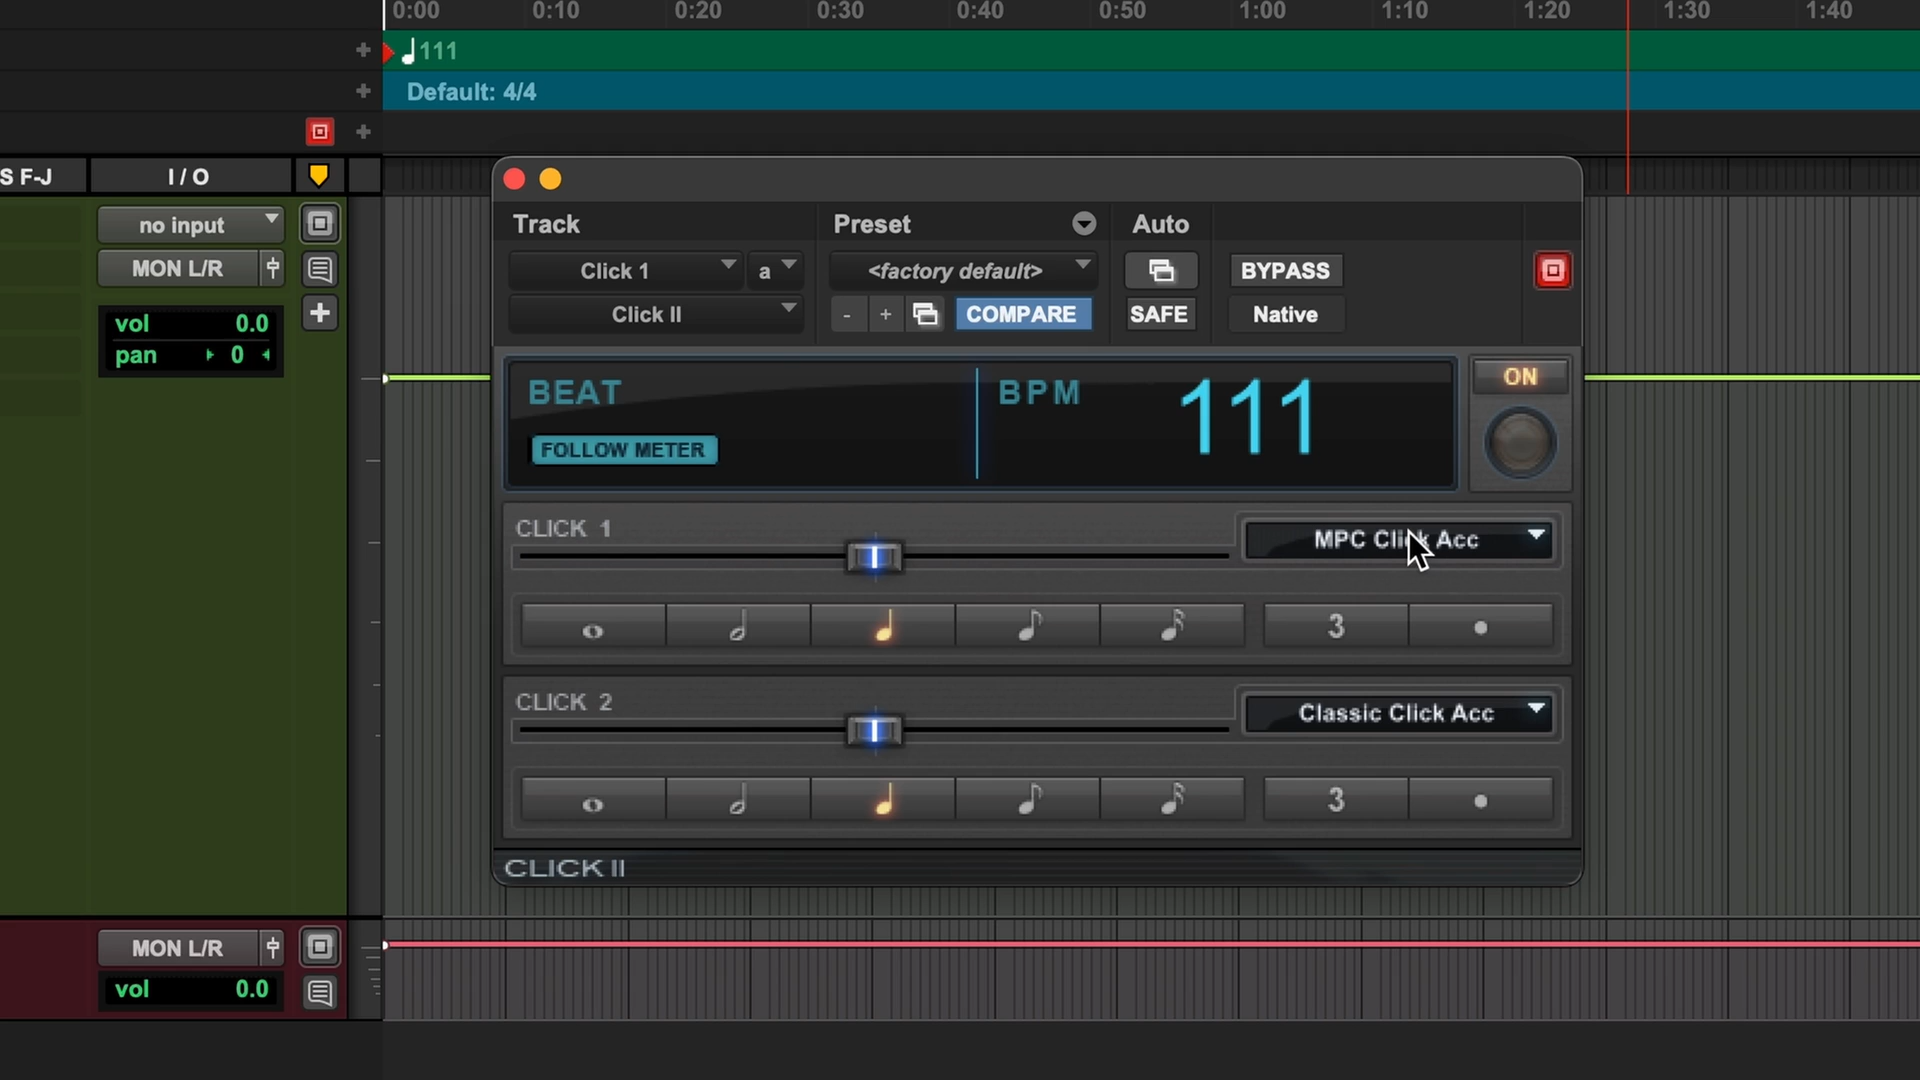 0:00 0:10 0:20 0:30 0:40 0:50 1:00 1:10 1:20 1:30 1:40
111
Default: 4/4
S F-J I / O
no input
MON L/R
vol 0.0
pan 0
Track Preset Auto
Click 1 a <factory default> BYPASS
Click II - + COMPARE SAFE Native
BEAT BPM 111 ON
FOLLOW METER
CLICK 1 MPC Click Acc
3
CLICK 2 Classic Click Acc
3
CLICK II
MON L/R
vol 0.0